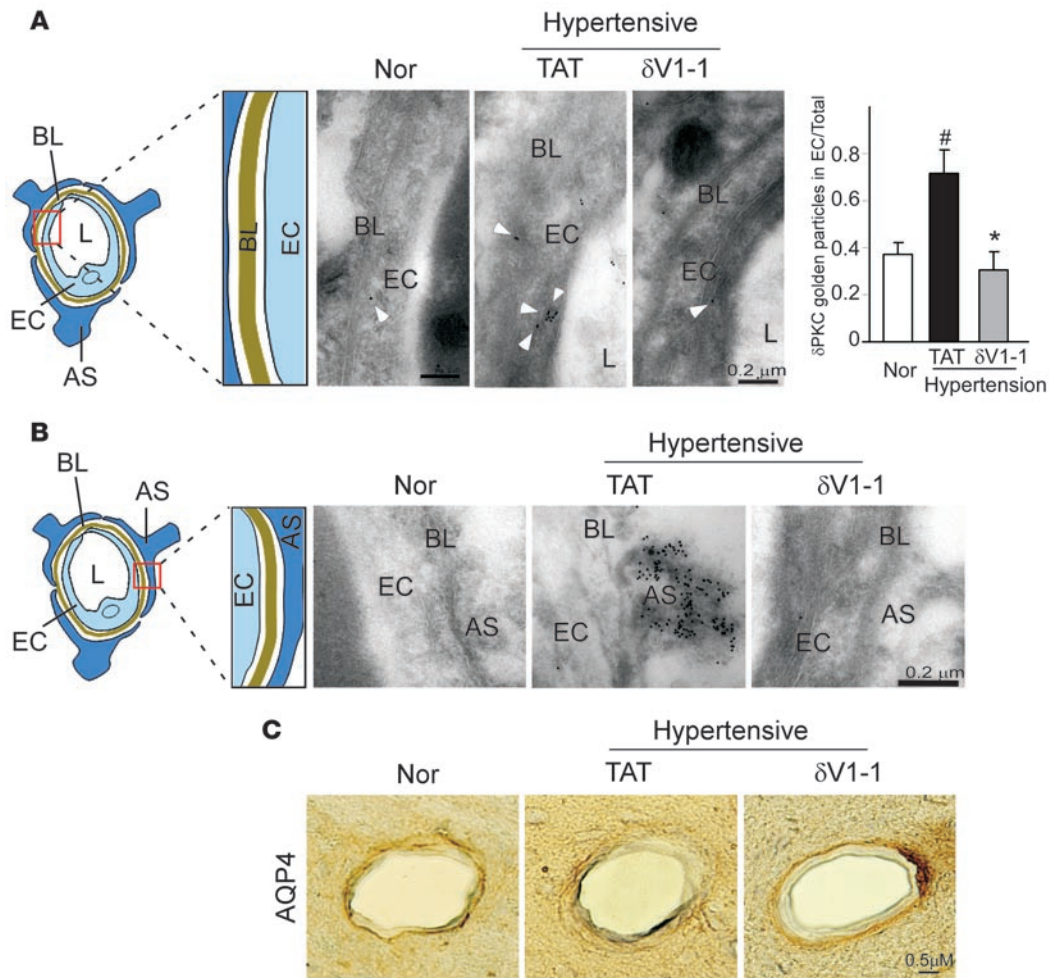 A
Hypertensive
Nor TAT δV1-1
BL
L
EC
AS
BL
EC
BL
EC
BL
EC
L
BL
EC
L
0.2 μm
δPKC golden particles in EC/Total
0.8
0.6
0.4
0.2
0
#
*
Nor
TAT δV1-1
Hypertension
B
Hypertensive
Nor TAT δV1-1
BL
AS
L
EC
EC
AS
BL
EC
AS
BL
AS
EC
BL
AS
EC
0.2 μm
C
Hypertensive
Nor TAT δV1-1
AQP4
0.5μM